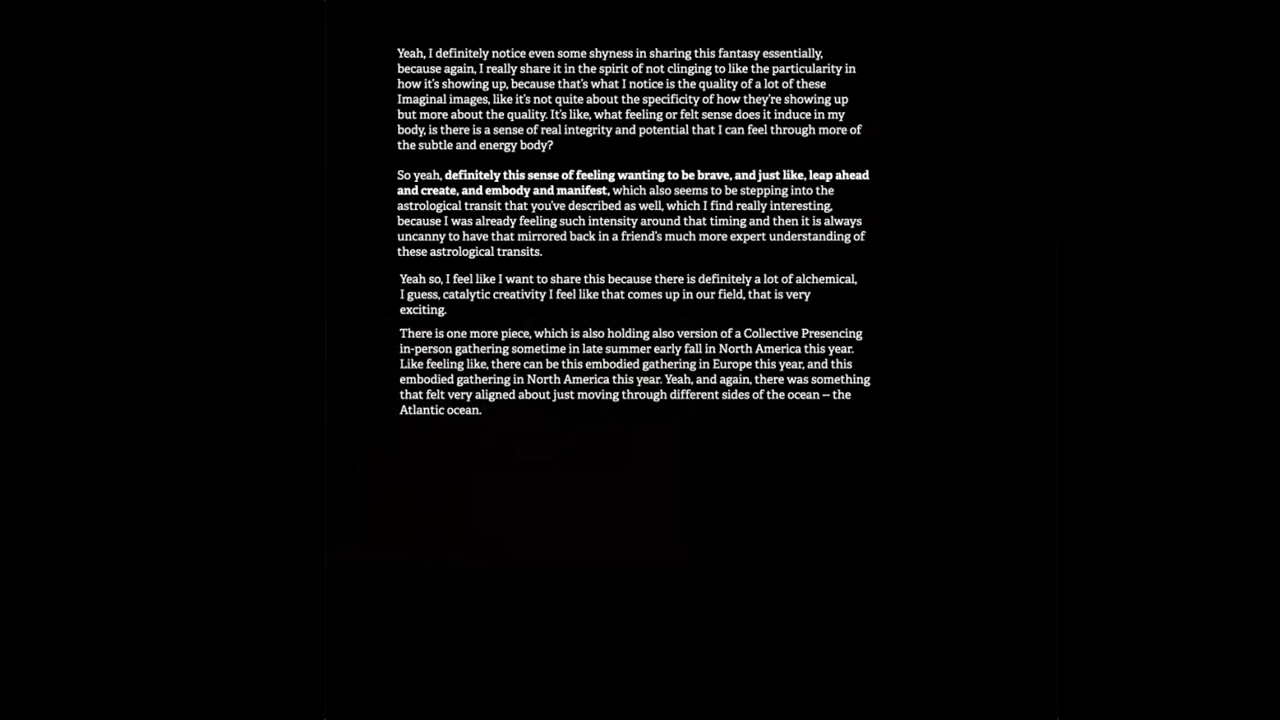 Yeah, I definitely notice even some shyness in sharing this fantasy essentially,
because again, I really share it in the spirit of not clinging to like the particularity in
how it's showing up, because that's what I notice is the quality of a lot of these
Imaginal images, like it's not quite about the specificity of how they're showing up
but more about the quality. It's like, what feeling or felt sense does it induce in my
body, is there is a sense of real integrity and potential that I can feel through more of
the subtle and energy body?
So yeah, definitely this sense of feeling wanting to be brave, and just like, leap ahead
and create, and embody and manifest, which also seems to be stepping into the
astrological transit that you've described as well, which I find really interesting,
because I was already feeling such intensity around that timing and then it is always
uncanny to have that mirrored back in a friend's much more expert understanding of
these astrological transits.
Yeah so, I feel like I want to share this because there is definitely a lot of alchemical,
I guess, catalytic creativity I feel like that comes up in our field, that is very
exciting.
There is one more piece, which is also holding also version of a Collective Presencing
in-person gathering sometime in late summer early fall in North America this year.
Like feeling like, there can be this embodied gathering in Europe this year, and this
embodied gathering in North America this year. Yeah, and again, there was something
that felt very aligned about just moving through different sides of the ocean – the
Atlantic ocean.